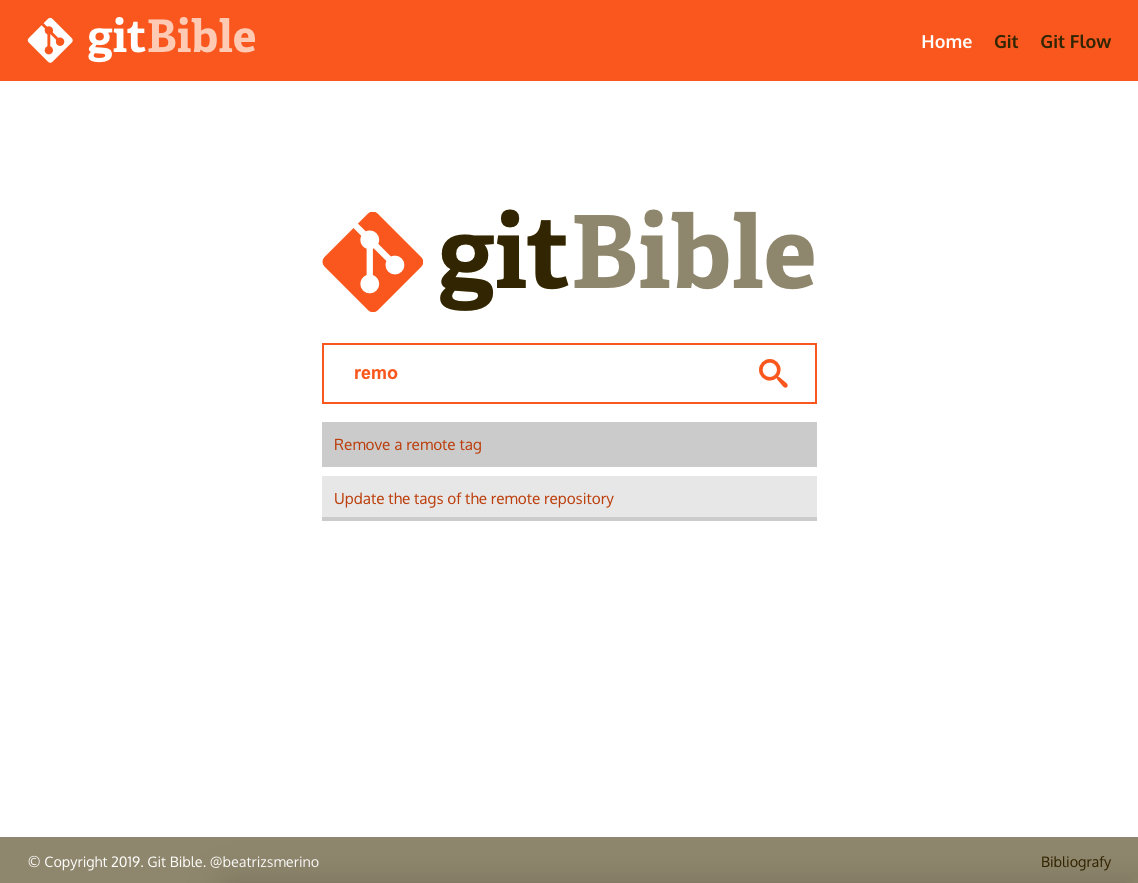 gitBible
Home Git Git Flow
gitBible
remo
Remove a remote tag
Update the tags of the remote repository
© Copyright 2019. Git Bible. @beatrizsmerino
Bibliografy